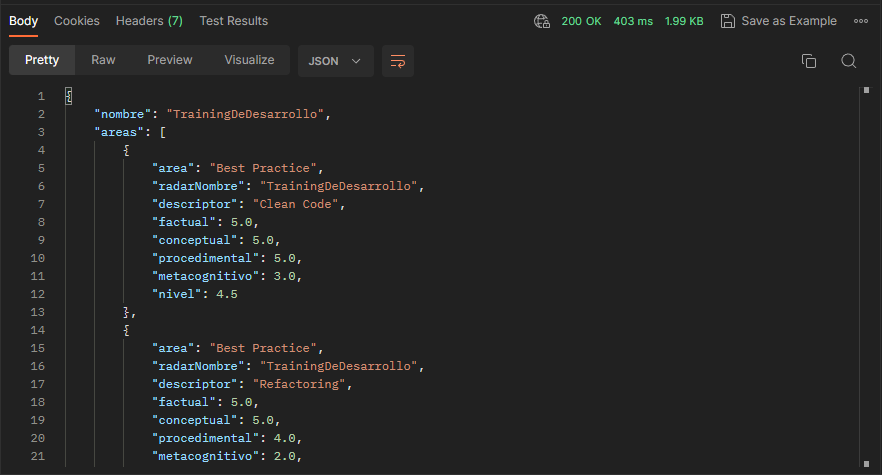 Body Cookies Headers (7) Test Results 200 OK 403 ms 1.99 KB Save as Example
Pretty Raw Preview Visualize JSON
1 {
2 "nombre": "TrainingDeDesarrollo",
3 "areas": [
4 {
5 "area": "Best Practice",
6 "radarNombre": "TrainingDeDesarrollo",
7 "descriptor": "Clean Code",
8 "factual": 5.0,
9 "conceptual": 5.0,
10 "procedimental": 5.0,
11 "metacognitivo": 3.0,
12 "nivel": 4.5
13 },
14 {
15 "area": "Best Practice",
16 "radarNombre": "TrainingDeDesarrollo",
17 "descriptor": "Refactoring",
18 "factual": 5.0,
19 "conceptual": 5.0,
20 "procedimental": 4.0,
21 "metacognitivo": 2.0,